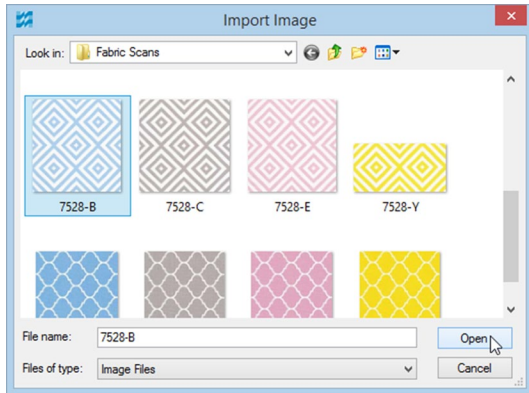 Import Image
Look in: Fabric Scans
7528-B 7528-C 7528-E 7528-Y
File name: 7528-B Open
Files of type: Image Files Cancel